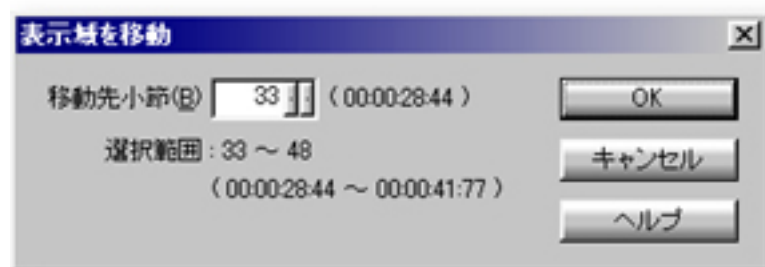 表示域を移動
移動先小節(B) 33 ( 00:00:28:44 ) OK
選択範囲 : 33 ～ 48 キャンセル
( 00:00:28:44 ～ 00:00:41:77 )
ヘルプ